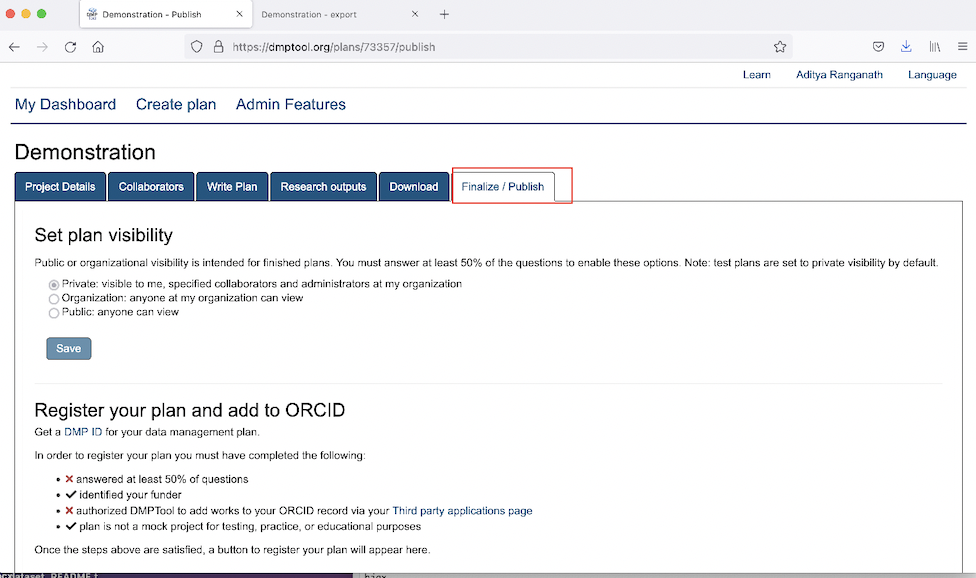 Demonstration - Publish
Demonstration - export
https://dmptool.org/plans/73357/publish
Learn Aditya Ranganath Language
My Dashboard Create plan Admin Features
Demonstration
Project Details Collaborators Write Plan Research outputs Download Finalize / Publish
Set plan visibility
Public or organizational visibility is intended for finished plans. You must answer at least 50% of the questions to enable these options. Note: test plans are set to private visibility by default.
Private: visible to me, specified collaborators and administrators at my organization
Organization: anyone at my organization can view
Public: anyone can view
Save
Register your plan and add to ORCID
Get a DMP ID for your data management plan.
In order to register your plan you must have completed the following:
answered at least 50% of questions
identified your funder
authorized DMPTool to add works to your ORCID record via your Third party applications page
plan is not a mock project for testing, practice, or educational purposes
Once the steps above are satisfied, a button to register your plan will appear here.